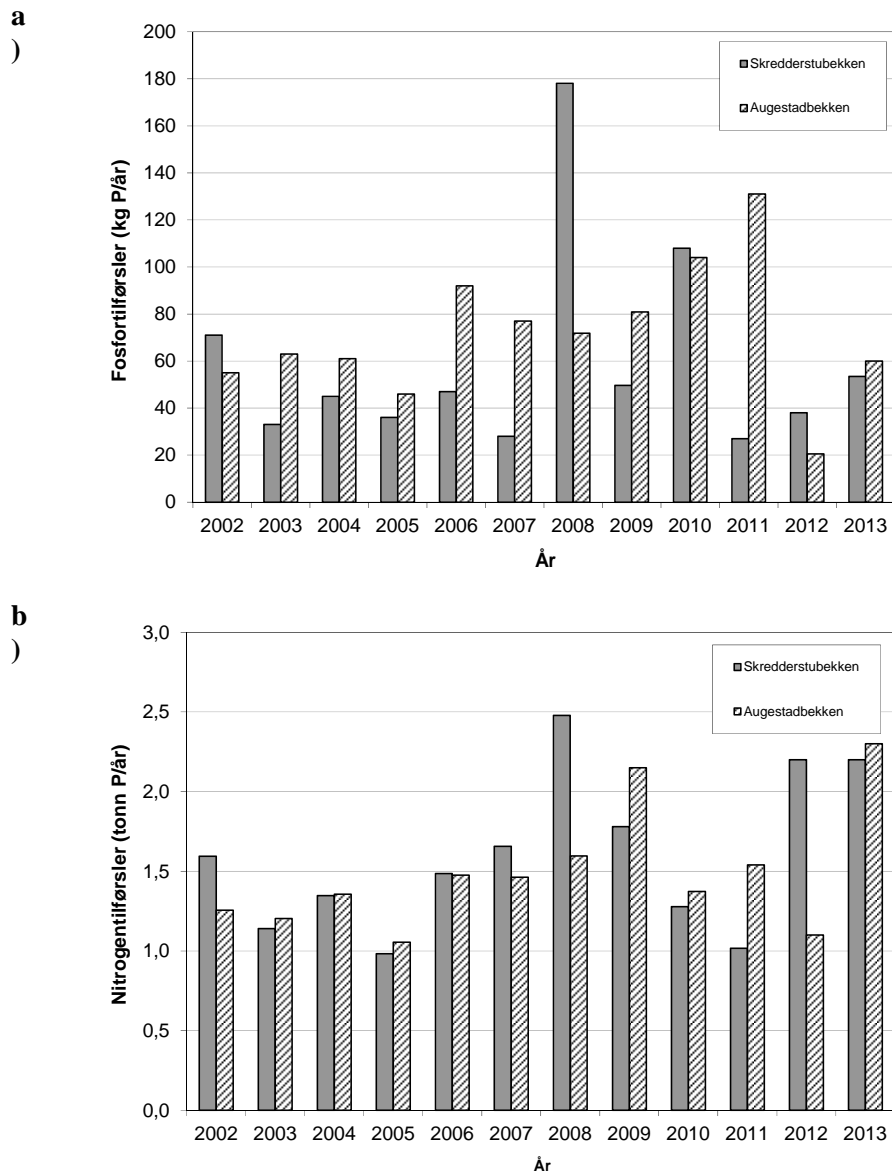 a
)
200
180
160
140
120
100
80
60
40
20
0
Fosfortilførsler (kg P/år)
Skredderstubekken
Augestadbekken
2002 2003 2004 2005 2006 2007 2008 2009 2010 2011 2012 2013
År
b
)
3,0
2,5
2,0
1,5
1,0
0,5
0,0
Nitrogentilførsler (tonn P/år)
Skredderstubekken
Augestadbekken
2002 2003 2004 2005 2006 2007 2008 2009 2010 2011 2012 2013
År